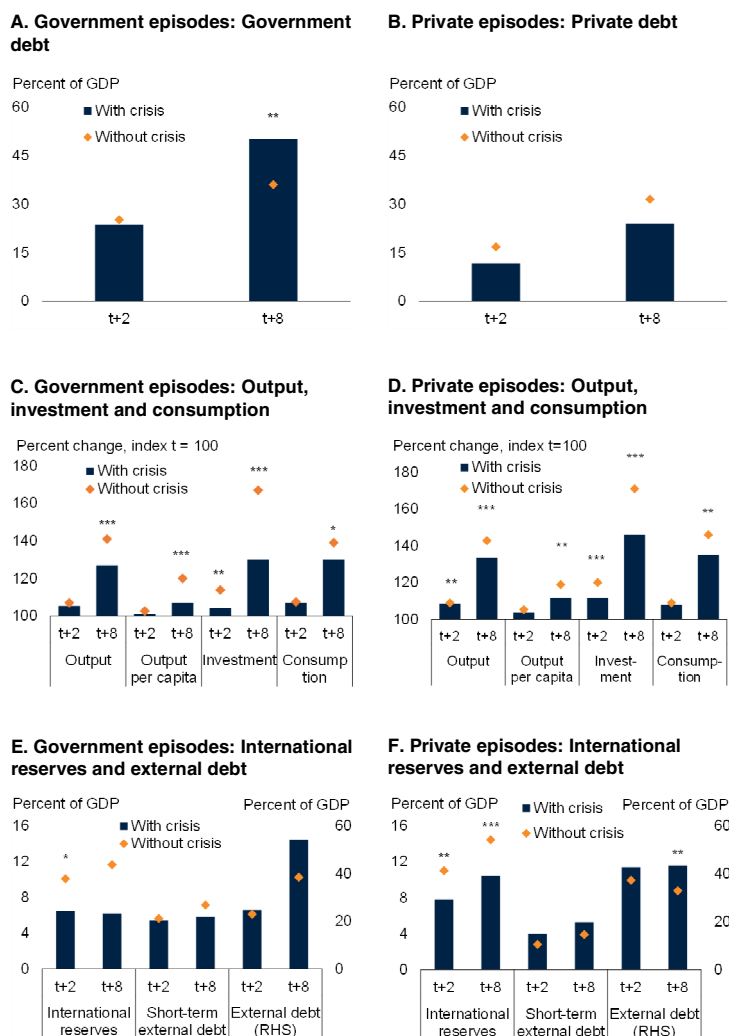 A. Government episodes: Government
debt
Percent of GDP
60
With crisis
**
Without crisis
45
30
15
0
t+2
t+8
B. Private episodes: Private debt
Percent of GDP
60
With crisis
Without crisis
45
30
15
0
t+2
t+8
C. Government episodes: Output,
investment and consumption
Percent change, index t = 100
180
With crisis
***
Without crisis
160
140
***
*
***
**
120
100
t+2 t+8 t+2 t+8 t+2 t+8 t+2 t+8
Output Output Investment Consump
per capita tion
D. Private episodes: Output,
investment and consumption
Percent change, index t=100
***
180
With crisis
Without crisis
160
***
**
140
**
***
**
120
100
t+2 t+8 t+2 t+8 t+2 t+8 t+2 t+8
Output Output Invest- Consump-
per capita ment tion
E. Government episodes: International
reserves and external debt
Percent of GDP Percent of GDP
16 With crisis 60
Without crisis
*
12 40
8
20
4
0 0
t+2 t+8 t+2 t+8 t+2 t+8
International Short-term External debt
reserves external debt (RHS)
F. Private episodes: International
reserves and external debt
Percent of GDP With crisis Percent of GDP
16 *** Without crisis 60
** **
12 40
8
20
4
0 0
t+2 t+8 t+2 t+8 t+2 t+8
International Short-term External debt
reserves external debt (RHS)